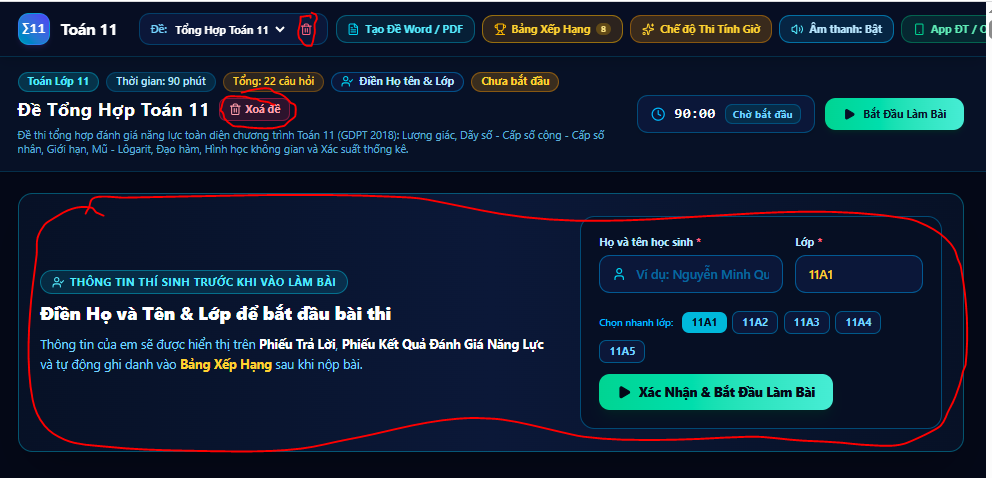 Σ11 Toán 11 Đề: Tổng Hợp Toán 11 Tạo Đề Word / PDF Bảng Xếp Hạng 8 Chế độ Thi Tính Giờ Âm thanh: Bật App ĐT /
Toán Lớp 11 Thời gian: 90 phút Tổng: 22 câu hỏi Điền Họ tên & Lớp Chưa bắt đầu
Đề Tổng Hợp Toán 11 Xoá đề
90:00 Chờ bắt đầu Bắt Đầu Làm Bài
Đề thi tổng hợp đánh giá năng lực toàn diện chương trình Toán 11 (GDPT 2018): Lượng giác, Dãy số - Cấp số cộng - Cấp số
nhân, Giới hạn, Mũ - Lôgarit, Đạo hàm, Hình học không gian và Xác suất thống kê.
THÔNG TIN THÍ SINH TRƯỚC KHI VÀO LÀM BÀI
Điền Họ và Tên & Lớp để bắt đầu bài thi
Thông tin của em sẽ được hiển thị trên Phiếu Trả Lời, Phiếu Kết Quả Đánh Giá Năng Lực
và tự động ghi danh vào Bảng Xếp Hạng sau khi nộp bài.
Họ và tên học sinh * Lớp *
Ví dụ: Nguyễn Minh Qu 11A1
Chọn nhanh lớp: 11A1 11A2 11A3 11A4
11A5
Xác Nhận & Bắt Đầu Làm Bài